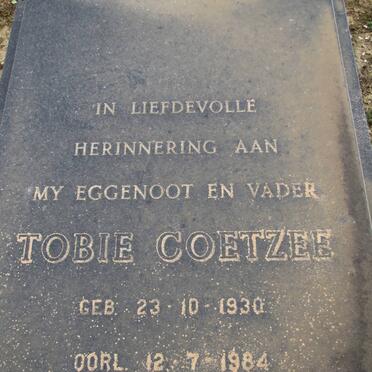 IN LIEFDEVOLLE
HERINNERING AAN
MY EGGENOOT EN VADER
TOBIE COETZEE
GEB. 23·10-1930
OORL. 12·7-1984